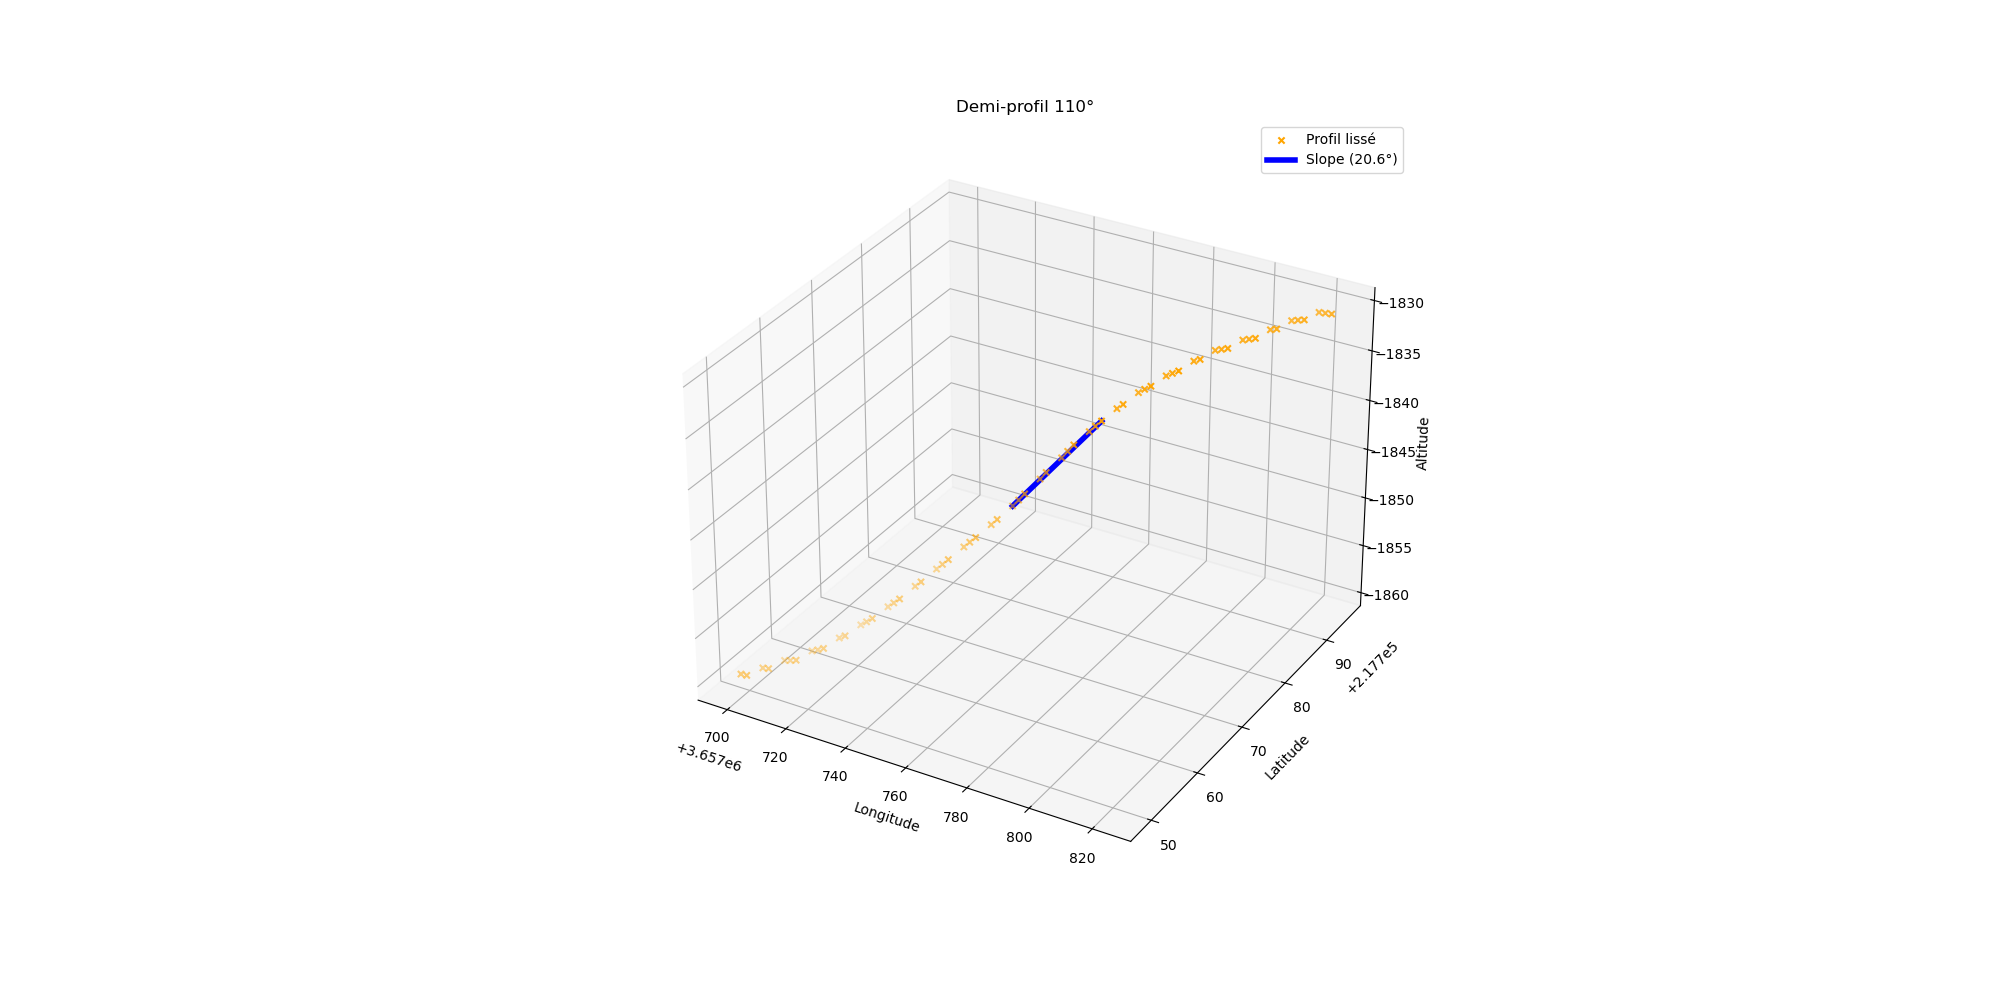 Demi-profil 110°
Profil lissé
Slope (20.6°)
−1830
−1835
−1840
−1845
−1850
−1855
−1860
Altitude
90
80
70
60
50
+2.177e5
Latitude
700
720
740
760
780
800
820
+3.657e6
Longitude